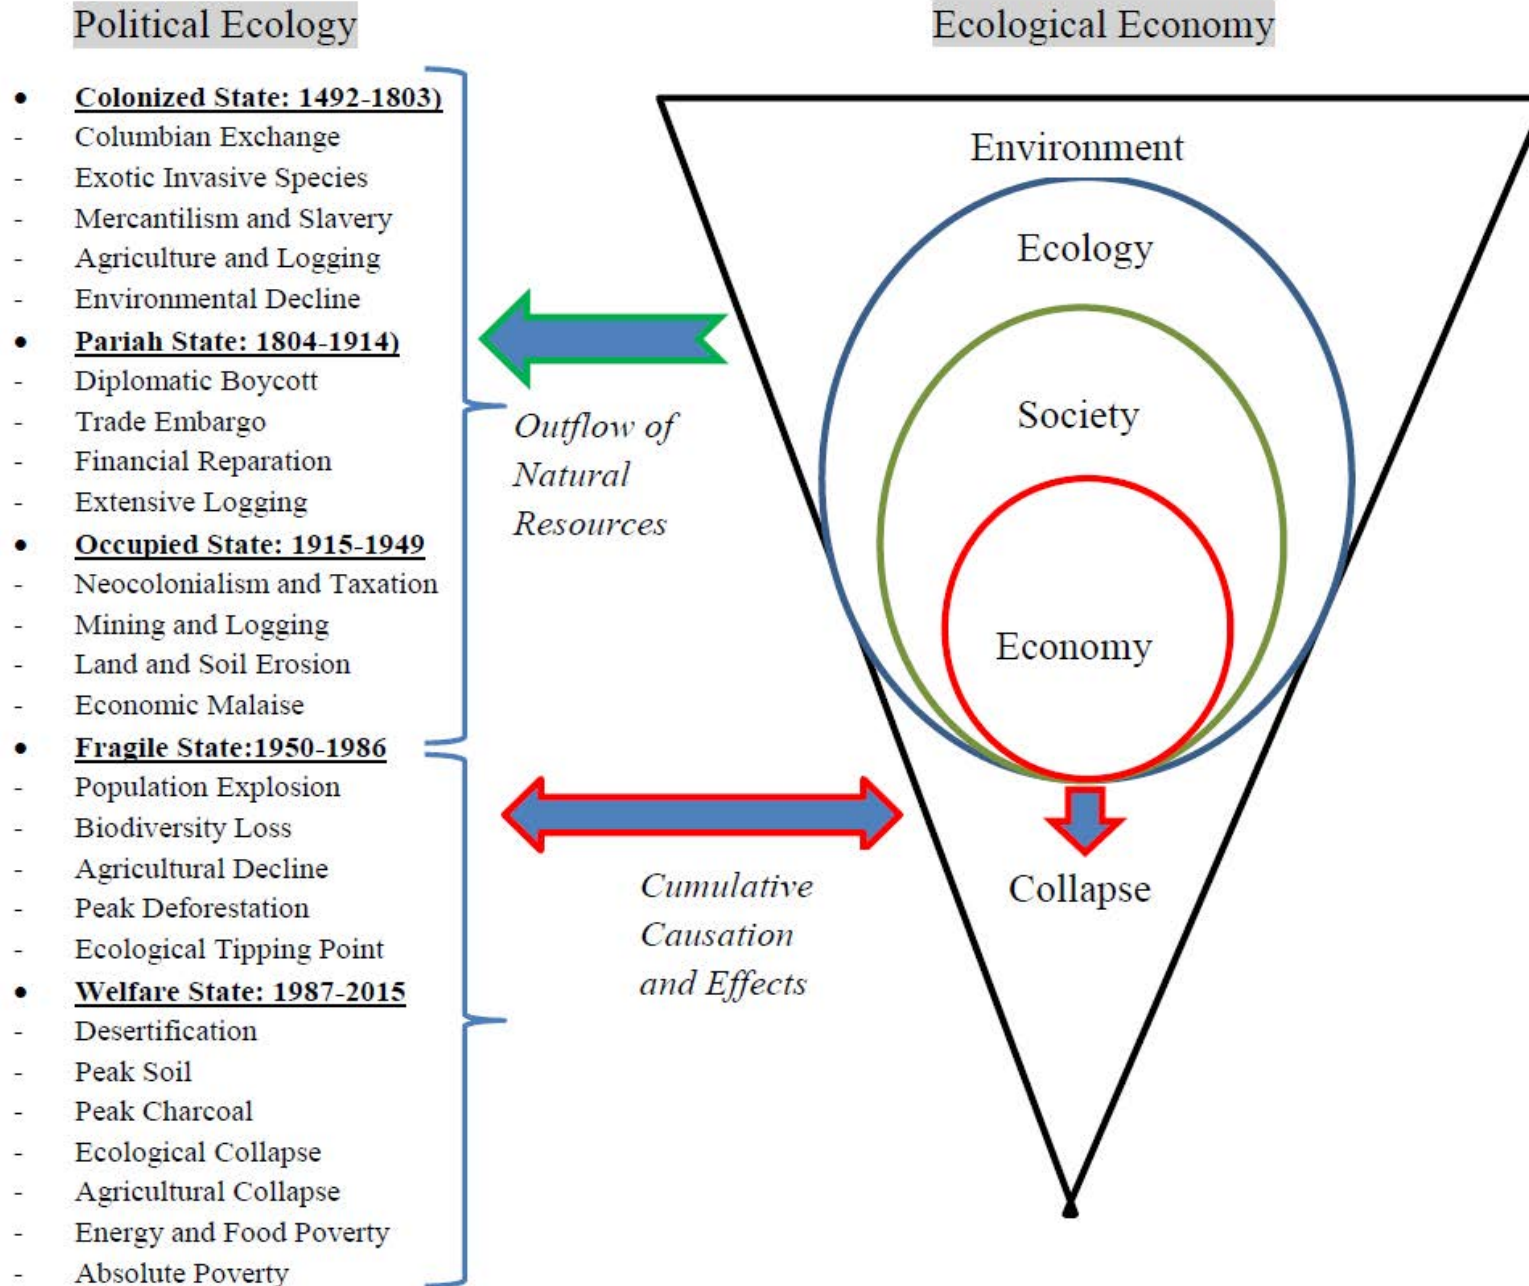 Political Ecology
• Colonized State: 1492-1803)
- Columbian Exchange
- Exotic Invasive Species
- Mercantilism and Slavery
- Agriculture and Logging
- Environmental Decline
• Pariah State: 1804-1914)
- Diplomatic Boycott
- Trade Embargo
- Financial Reparation
- Extensive Logging
• Occupied State: 1915-1949
- Neocolonialism and Taxation
- Mining and Logging
- Land and Soil Erosion
- Economic Malaise
• Fragile State:1950-1986
- Population Explosion
- Biodiversity Loss
- Agricultural Decline
- Peak Deforestation
- Ecological Tipping Point
• Welfare State: 1987-2015
- Desertification
- Peak Soil
- Peak Charcoal
- Ecological Collapse
- Agricultural Collapse
- Energy and Food Poverty
- Absolute Poverty
Outflow of
Natural
Resources
Cumulative
Causation
and Effects
Ecological Economy
Environment
Ecology
Society
Economy
Collapse